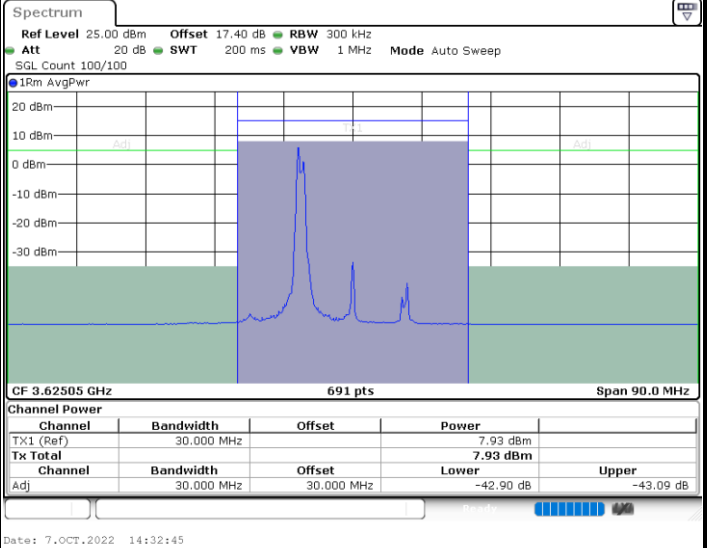 Spectrum
Ref Level 25.00 dBm Offset 17.40 dB RBW 300 kHz
Att 20 dB SWT 200 ms VBW 1 MHz Mode Auto Sweep
SGL Count 100/100
1Rm AvgPwr
20 dBm
TX1
10 dBm
Adj Adj
0 dBm
-10 dBm
-20 dBm
-30 dBm
CF 3.62505 GHz 691 pts Span 90.0 MHz
Channel Power
Channel Bandwidth Offset Power
TX1 (Ref) 30.000 MHz 7.93 dBm
Tx Total 7.93 dBm
Channel Bandwidth Offset Lower Upper
Adj 30.000 MHz 30.000 MHz -42.90 dB -43.09 dB
Ready
Date: 7.OCT.2022 14:32:45